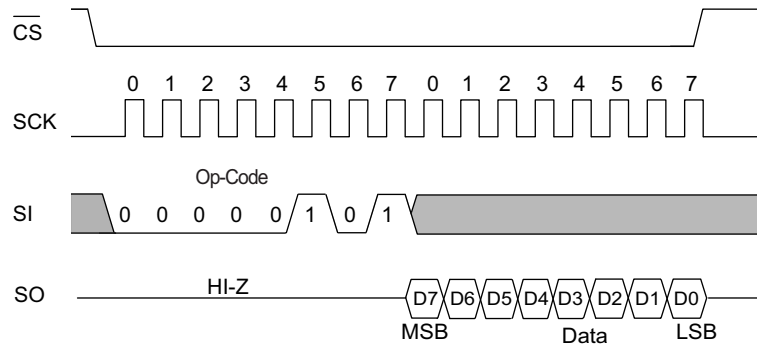 CS
0 1 2 3 4 5 6 7 0 1 2 3 4 5 6 7
SCK
Op-Code
SI 0 0 0 0 0 1 0 1
HI-Z
SO D7 D6 D5 D4 D3 D2 D1 D0
MSB Data LSB